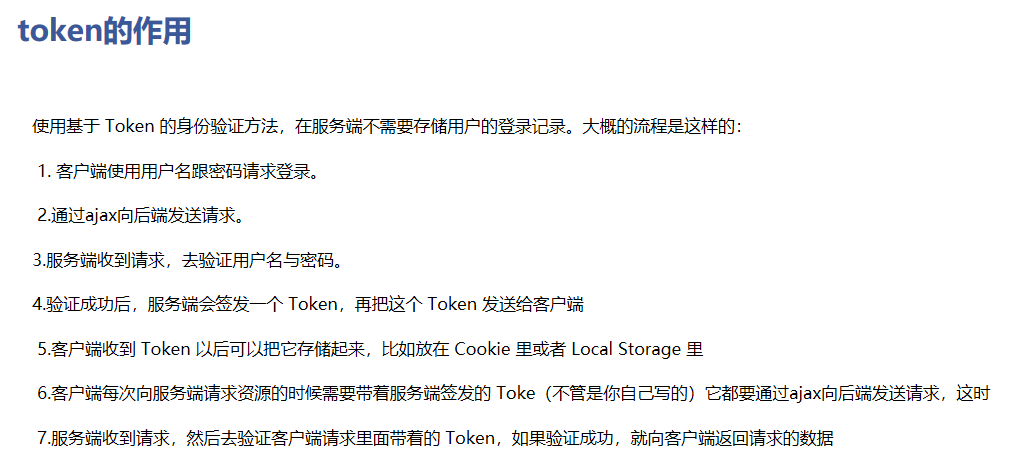 token的作用
使用基于 Token 的身份验证方法，在服务端不需要存储用户的登录记录。大概的流程是这样的：
1. 客户端使用用户名跟密码请求登录。
2.通过ajax向后端发送请求。
3.服务端收到请求，去验证用户名与密码。
4.验证成功后，服务端会签发一个 Token，再把这个 Token 发送给客户端
5.客户端收到 Token 以后可以把它存储起来，比如放在 Cookie 里或者 Local Storage 里
6.客户端每次向服务端请求资源的时候需要带着服务端签发的 Toke（不管是你自己写的）它都要通过ajax向后端发送请求，这时
7.服务端收到请求，然后去验证客户端请求里面带着的 Token，如果验证成功，就向客户端返回请求的数据